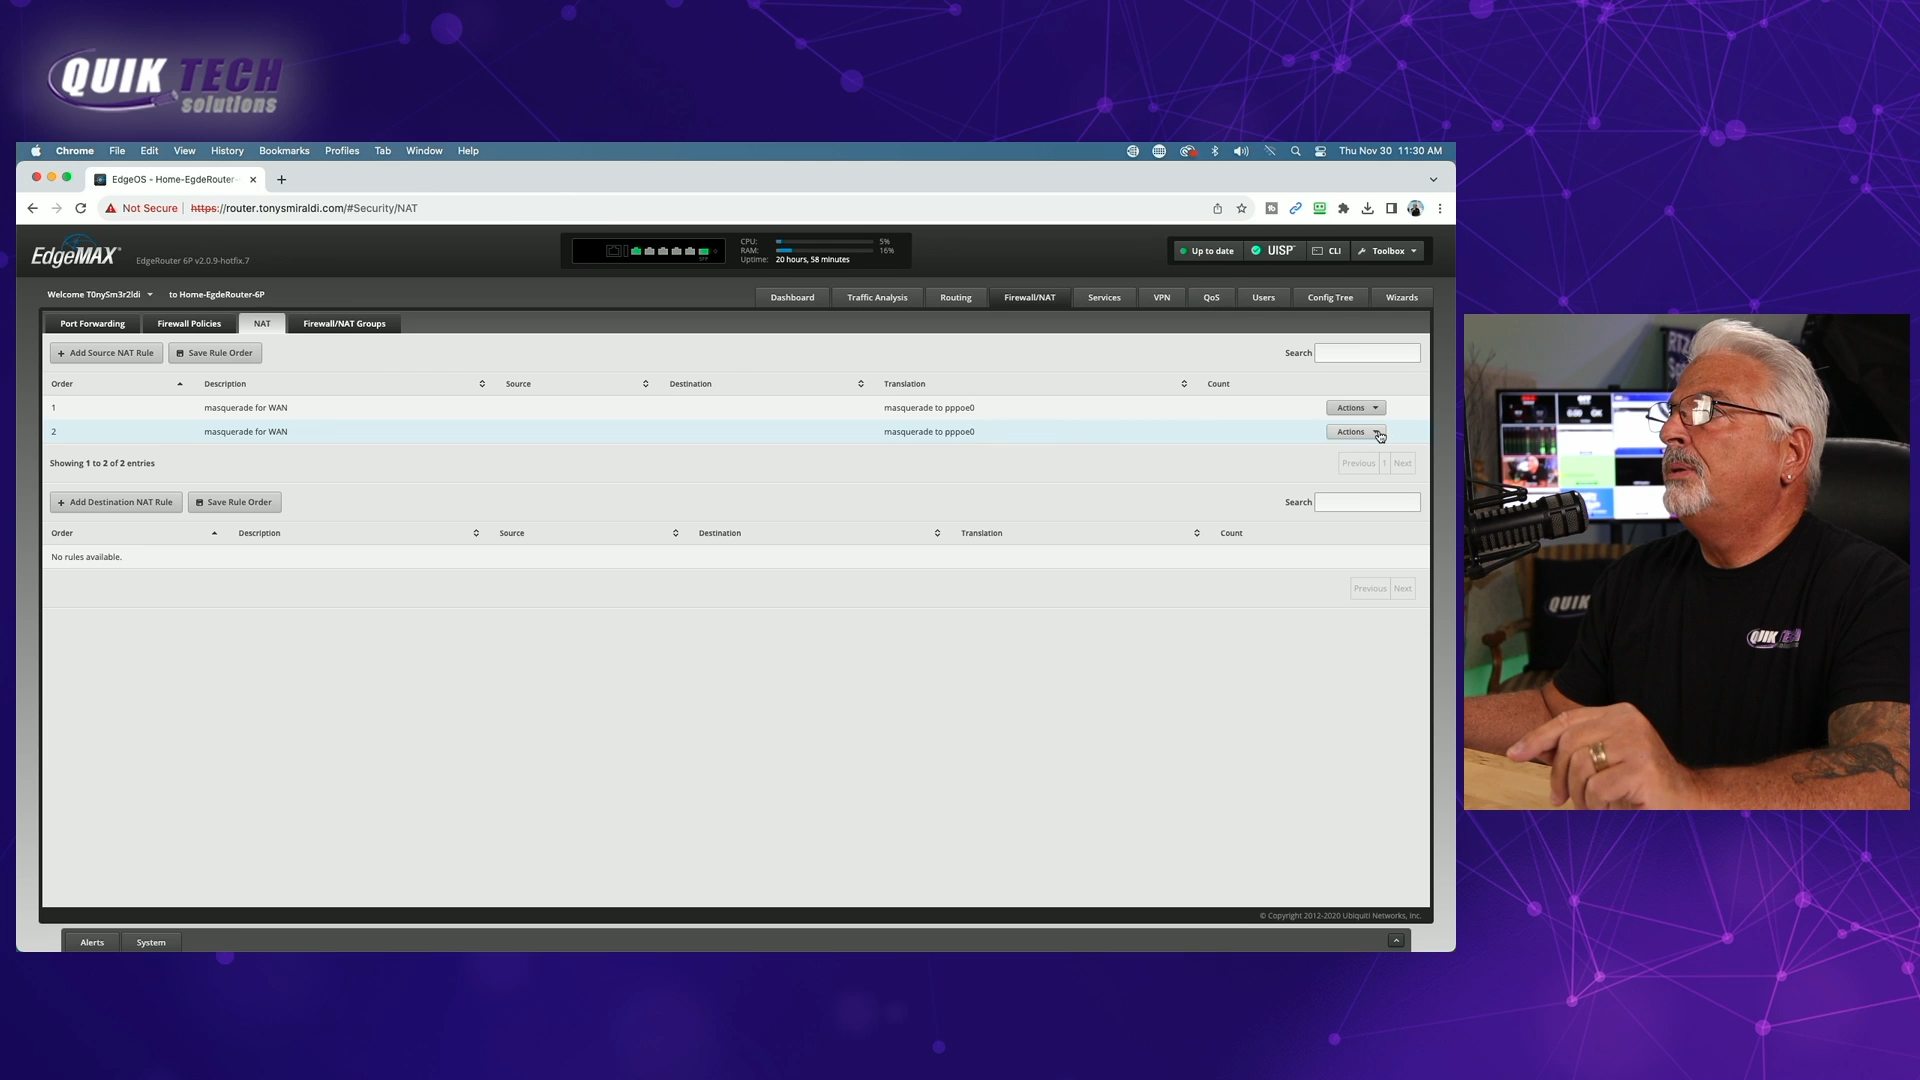 QUIK TECH
solutions
Chrome File Edit View History Bookmarks Profiles Tab Window Help Thu Nov 30 11:30 AM
EdgeOS - Home-EgdeRouter-
Not Secure https://router.tonysmiraldi.com/#Security/NAT
EdgeMAX EdgeRouter 6P v2.0.9-hotfix.7
SFP
CPU: 5%
RAM: 16%
Uptime: 20 hours, 58 minutes
Up to date UISP CLI Toolbox
Welcome T0nySm3r2ldi to Home-EgdeRouter-6P
Dashboard Traffic Analysis Routing Firewall/NAT Services VPN QoS Users Config Tree Wizards
Port Forwarding Firewall Policies NAT Firewall/NAT Groups
+ Add Source NAT Rule Save Rule Order Search
Order Description Source Destination Translation Count
1 masquerade for WAN masquerade to pppoe0 Actions
2 masquerade for WAN masquerade to pppoe0 Actions
Showing 1 to 2 of 2 entries Previous 1 Next
+ Add Destination NAT Rule Save Rule Order Search
Order Description Source Destination Translation Count
No rules available.
Previous Next
© Copyright 2012-2020 Ubiquiti Networks, Inc.
Alerts System
QUIK
QUIK TECH